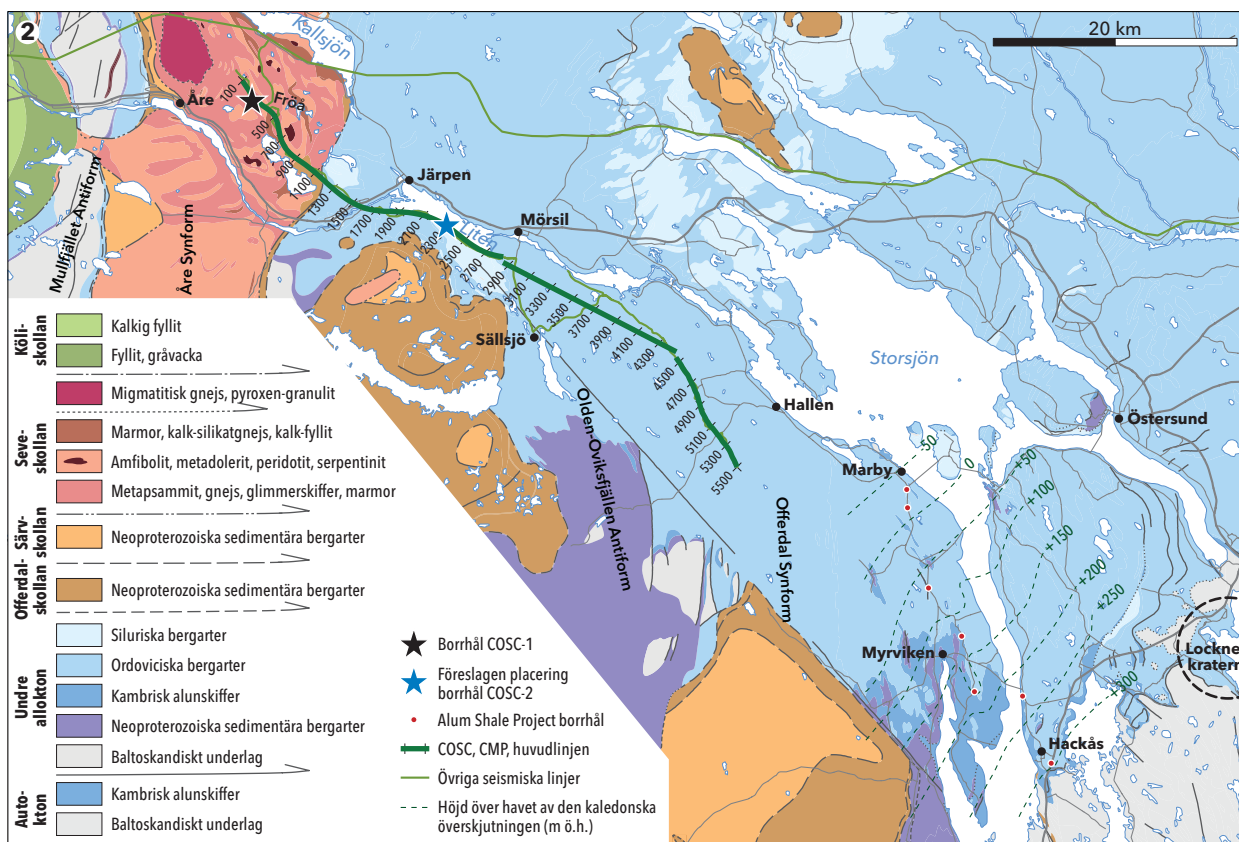 2
Kallsjön
20 km
Åre
Fröå
100
500
700
900
1100
1300
1500
1700
1900
2100
2300
2500
2700
2900
3100
3300
3500
3700
3900
4100
4300
4500
4700
4900
5100
5300
5500
Järpen
Liten
Mörsil
Mullfjället Antiform
Åre Synform
Sällsjö
Storsjön
Hallen
Östersund
Marby
Olden-Oviksfjällen Antiform
Offerdal Synform
-50
0
+50
+100
+150
+200
+250
+300
Myrviken
Lockne-
kratern
Hackås
Köli-
skollan
Kalkig fyllit
Fyllit, gråvacka
Seve-
skollan
Migmatitisk gnejs, pyroxen-granulit
Marmor, kalk-silikatgnejs, kalk-fyllit
Amfibolit, metadolerit, peridotit, serpentinit
Metapsammit, gnejs, glimmerskiffer, marmor
Särv-
skollan
Neoproterozoiska sedimentära bergarter
Offerdal-
skollan
Neoproterozoiska sedimentära bergarter
Undre
allokton
Siluriska bergarter
Ordoviciska bergarter
Kambrisk alunskiffer
Neoproterozoiska sedimentära bergarter
Baltoskandiskt underlag
Auto-
kton
Kambrisk alunskiffer
Baltoskandiskt underlag
Borrhål COSC-1
Föreslagen placering
borrhål COSC-2
Alum Shale Project borrhål
COSC, CMP, huvudlinjen
Övriga seismiska linjer
Höjd över havet av den kaledonska
överskjutningen (m ö.h.)